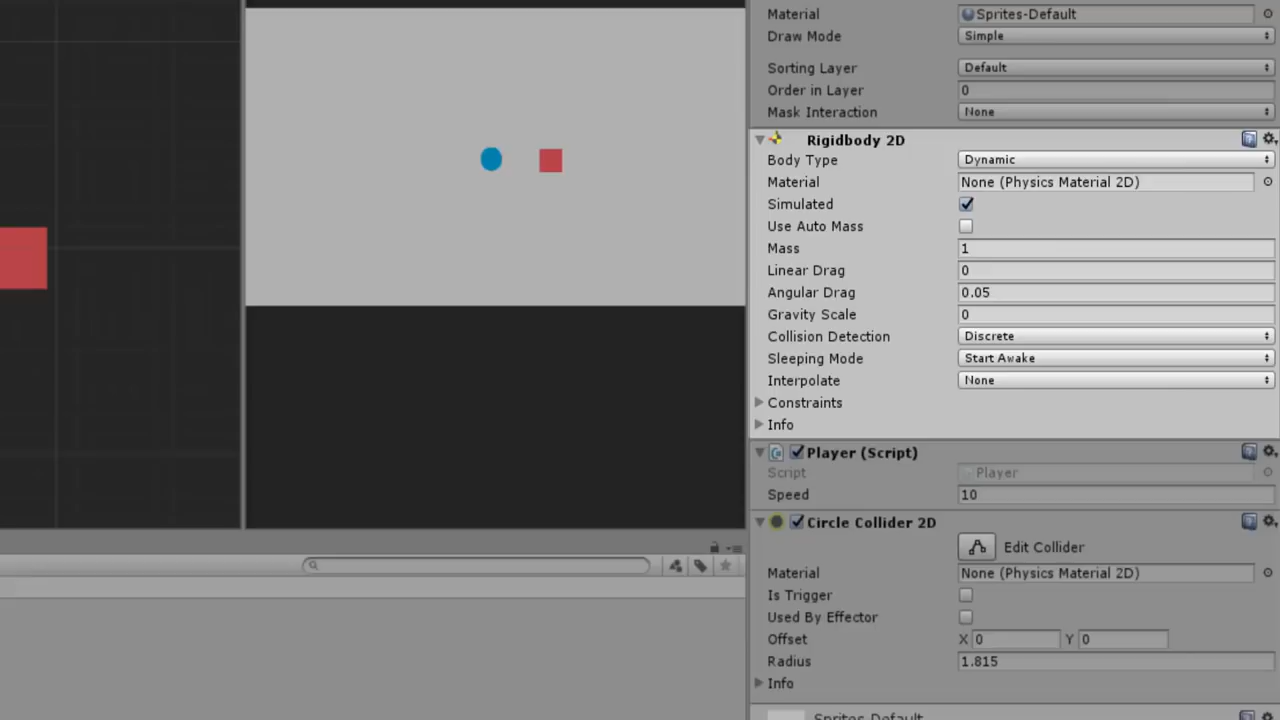 Material Sprites-Default
Draw Mode Simple
Sorting Layer Default
Order in Layer 0
Mask Interaction None
Rigidbody 2D
Body Type Dynamic
Material None (Physics Material 2D)
Simulated
Use Auto Mass
Mass 1
Linear Drag 0
Angular Drag 0.05
Gravity Scale 0
Collision Detection Discrete
Sleeping Mode Start Awake
Interpolate None
Constraints
Info
Player (Script)
Script Player
Speed 10
Circle Collider 2D
Edit Collider
Material None (Physics Material 2D)
Is Trigger
Used By Effector
Offset X 0 Y 0
Radius 1.815
Info
Sprites-Default